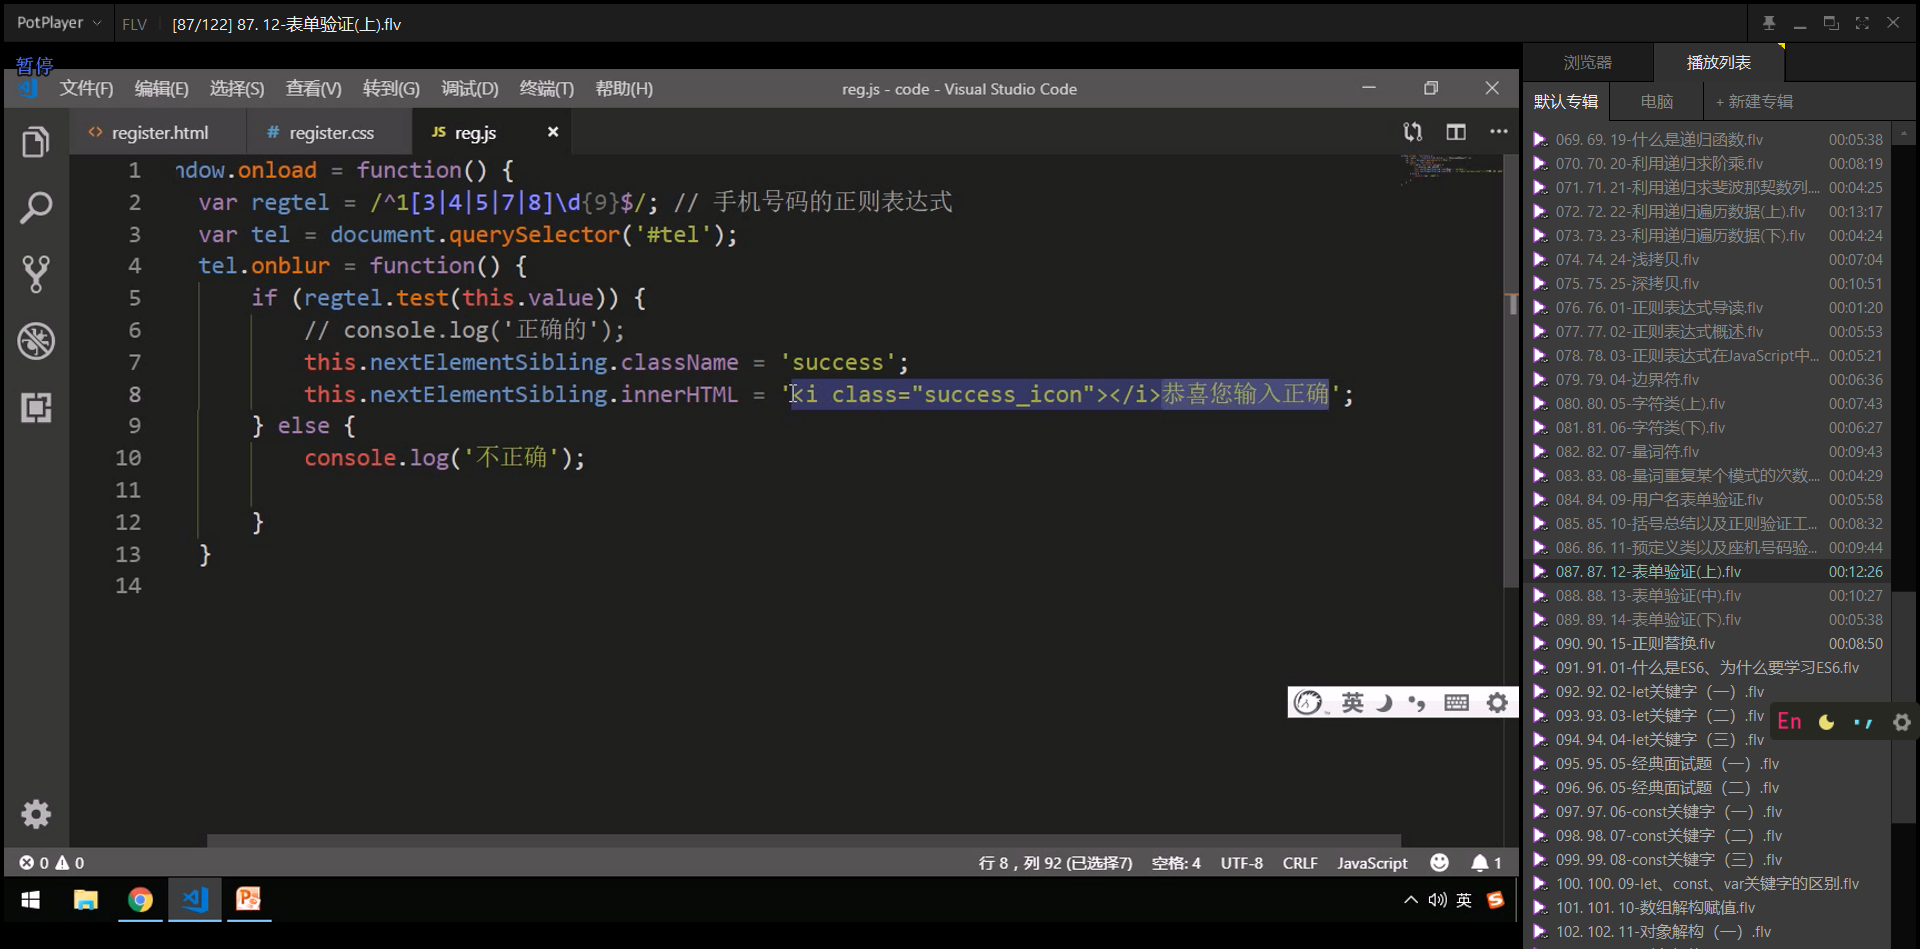 PotPlayer
FLV
[87/122] 87. 12-表单验证(上).flv
暂停
文件(F) 编辑(E) 选择(S) 查看(V) 转到(G) 调试(D) 终端(T) 帮助(H)
reg.js - code - Visual Studio Code
register.html
# register.css
JS reg.js
1 ndow.onload = function() {
2 var regtel = /^1[3|4|5|7|8]\d{9}$/; // 手机号码的正则表达式
3 var tel = document.querySelector('#tel');
4 tel.onblur = function() {
5 if (regtel.test(this.value)) {
6 // console.log('正确的');
7 this.nextElementSibling.className = 'success';
8 this.nextElementSibling.innerHTML = '<i class="success_icon"></i>恭喜您输入正确';
9 } else {
10 console.log('不正确');
11
12 }
13 }
14
英
0 0
行 8，列 92 (已选择7) 空格: 4 UTF-8 CRLF JavaScript 1
英
浏览器 播放列表
默认专辑 电脑 + 新建专辑
069. 69. 19-什么是递归函数.flv 00:05:38
070. 70. 20-利用递归求阶乘.flv 00:08:19
071. 71. 21-利用递归求斐波那契数列.... 00:04:25
072. 72. 22-利用递归遍历数据(上).flv 00:13:17
073. 73. 23-利用递归遍历数据(下).flv 00:04:24
074. 74. 24-浅拷贝.flv 00:07:04
075. 75. 25-深拷贝.flv 00:10:51
076. 76. 01-正则表达式导读.flv 00:01:20
077. 77. 02-正则表达式概述.flv 00:05:53
078. 78. 03-正则表达式在JavaScript中... 00:05:21
079. 79. 04-边界符.flv 00:06:36
080. 80. 05-字符类(上).flv 00:07:43
081. 81. 06-字符类(下).flv 00:06:27
082. 82. 07-量词符.flv 00:09:43
083. 83. 08-量词重复某个模式的次数.... 00:04:29
084. 84. 09-用户名表单验证.flv 00:05:58
085. 85. 10-括号总结以及正则验证工... 00:08:32
086. 86. 11-预定义类以及座机号码验... 00:09:44
087. 87. 12-表单验证(上).flv 00:12:26
088. 88. 13-表单验证(中).flv 00:10:27
089. 89. 14-表单验证(下).flv 00:05:38
090. 90. 15-正则替换.flv 00:08:50
091. 91. 01-什么是ES6、为什么要学习ES6.flv
092. 92. 02-let关键字（一）.flv
093. 93. 03-let关键字（二）.flv
En
094. 94. 04-let关键字（三）.flv
095. 95. 05-经典面试题（一）.flv
096. 96. 05-经典面试题（二）.flv
097. 97. 06-const关键字（一）.flv
098. 98. 07-const关键字（二）.flv
099. 99. 08-const关键字（三）.flv
100. 100. 09-let、const、var关键字的区别.flv
101. 101. 10-数组解构赋值.flv
102. 102. 11-对象解构（一）.flv